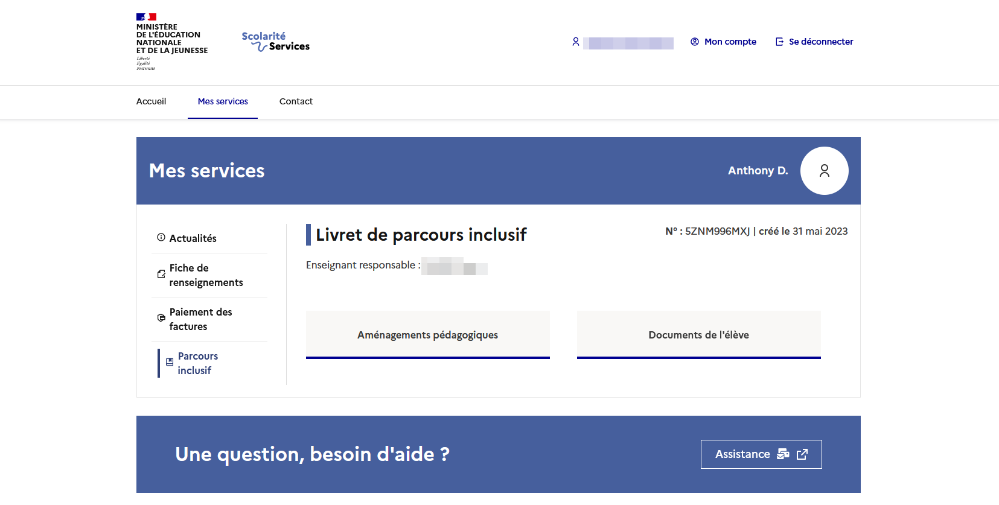 MINISTÈRE
DE L'ÉDUCATION
NATIONALE
ET DE LA JEUNESSE
Liberté
Égalité
Fraternité
Scolarité
Services
Mon compte
Se déconnecter
Accueil
Mes services
Contact
Mes services
Anthony D.
Actualités
Fiche de
renseignements
Paiement des
factures
Parcours
inclusif
Livret de parcours inclusif
N° : 5ZNM996MXJ | créé le 31 mai 2023
Enseignant responsable :
Aménagements pédagogiques
Documents de l'élève
Une question, besoin d'aide ?
Assistance